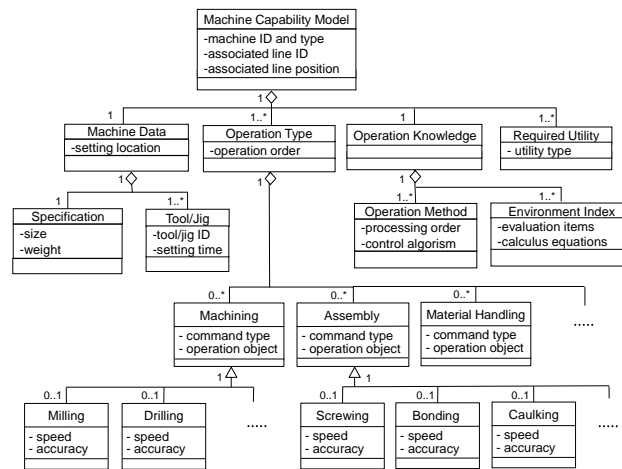 Machine Capability Model
-machine ID and type
-associated line ID
-associated line position
1
1
1..*
1
1..*
Machine Data
-setting location
Operation Type
-operation order
Operation Knowledge
Required Utility
- utility type
1
1
1
1
1..*
1..*
1..*
Specification
-size
-weight
Tool/Jig
-tool/jig ID
-setting time
Operation Method
-processing order
-control algorism
Environment Index
-evaluation items
-calculus equations
0..*
0..*
0..*
Machining
- command type
- operation object
Assembly
- command type
- operation object
Material Handling
- command type
- operation object
.....
1
1
0..1
0..1
0..1
0..1
0..1
Milling
- speed
- accuracy
Drilling
- speed
- accuracy
.....
Screwing
- speed
- accuracy
Bonding
- speed
- accuracy
Caulking
- speed
- accuracy
.....